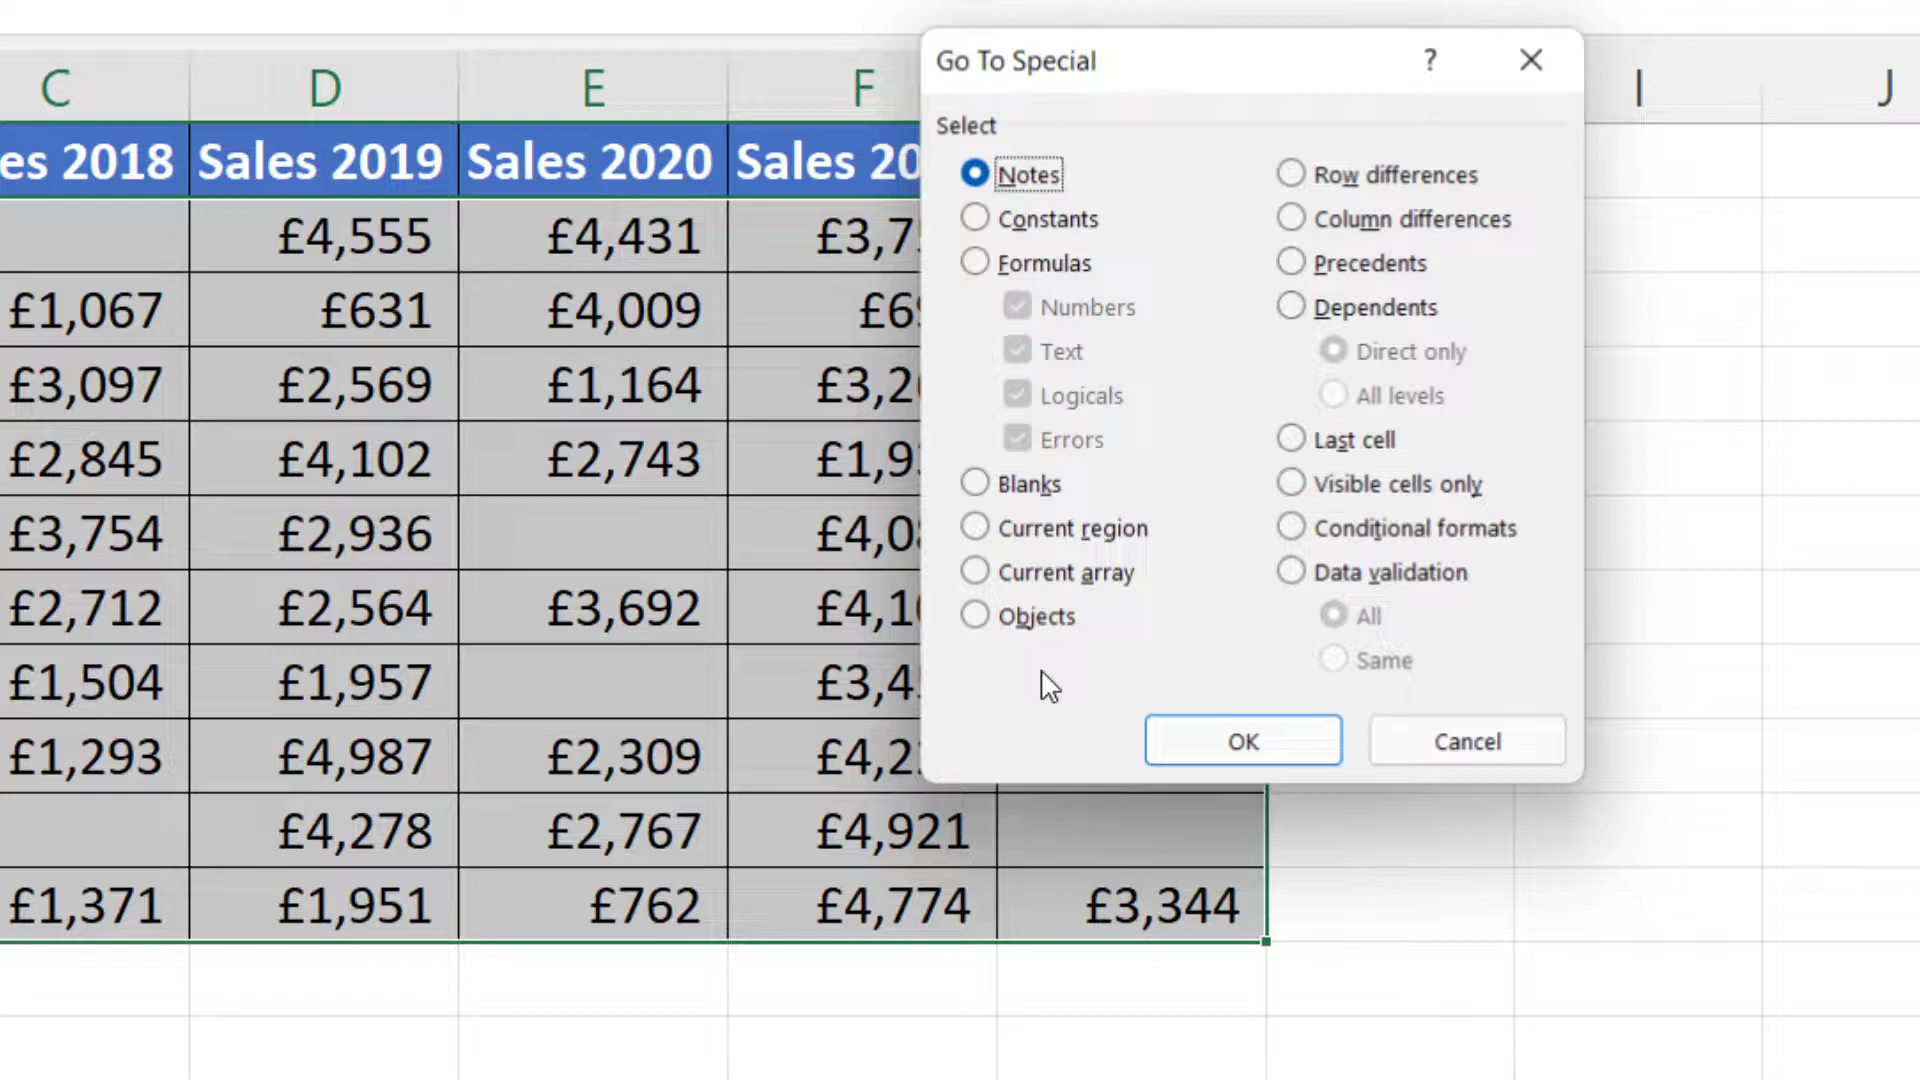 C D E F I J
es 2018 Sales 2019 Sales 2020 Sales 20
£4,555 £4,431 £3,7
£1,067 £631 £4,009 £6
£3,097 £2,569 £1,164 £3,2
£2,845 £4,102 £2,743 £1,9
£3,754 £2,936 £4,0
£2,712 £2,564 £3,692 £4,1
£1,504 £1,957 £3,4
£1,293 £4,987 £2,309 £4,2
£4,278 £2,767 £4,921
£1,371 £1,951 £762 £4,774 £3,344
Go To Special ?
Select
Notes
Constants
Formulas
Numbers
Text
Logicals
Errors
Blanks
Current region
Current array
Objects
Row differences
Column differences
Precedents
Dependents
Direct only
All levels
Last cell
Visible cells only
Conditional formats
Data validation
All
Same
OK Cancel